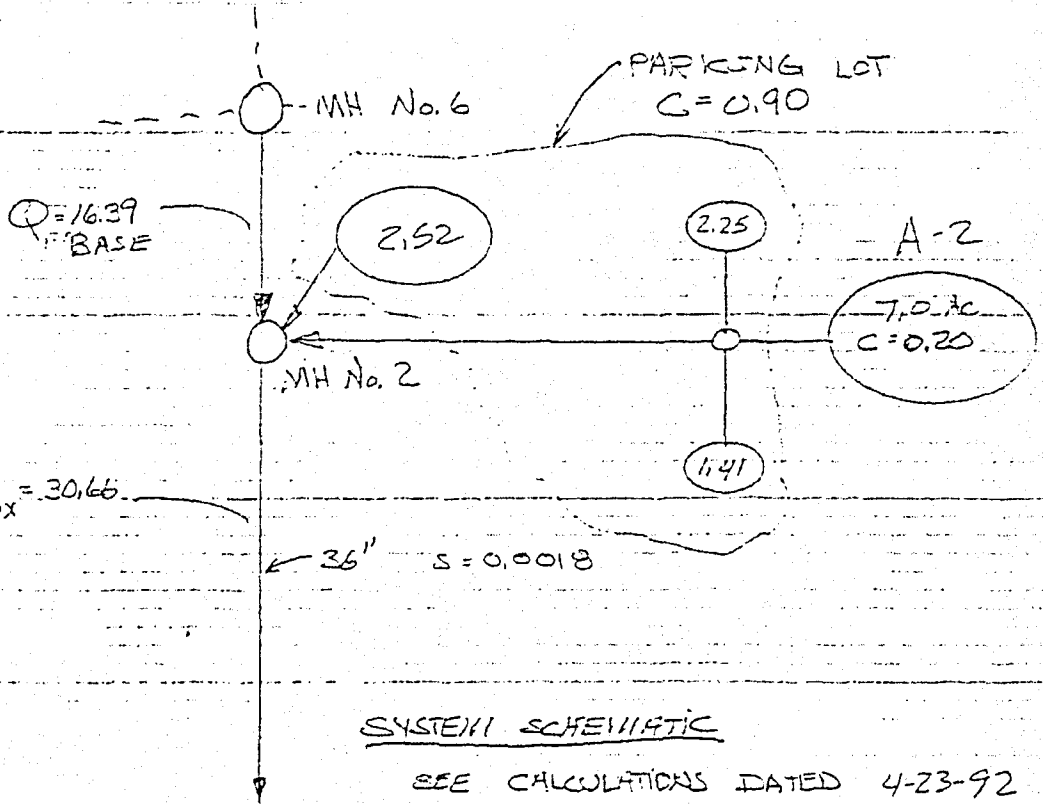 MH No. 6
PARKING LOT
C = 0.90
Q = 16.39
BASE
2.52
2.25
A-2
7.0 AC
C = 0.20
MH No. 2
1.41
x = 30.66
36" S = 0.0018
SYSTEM SCHEMATIC
SEE CALCULATIONS DATED 4-23-92